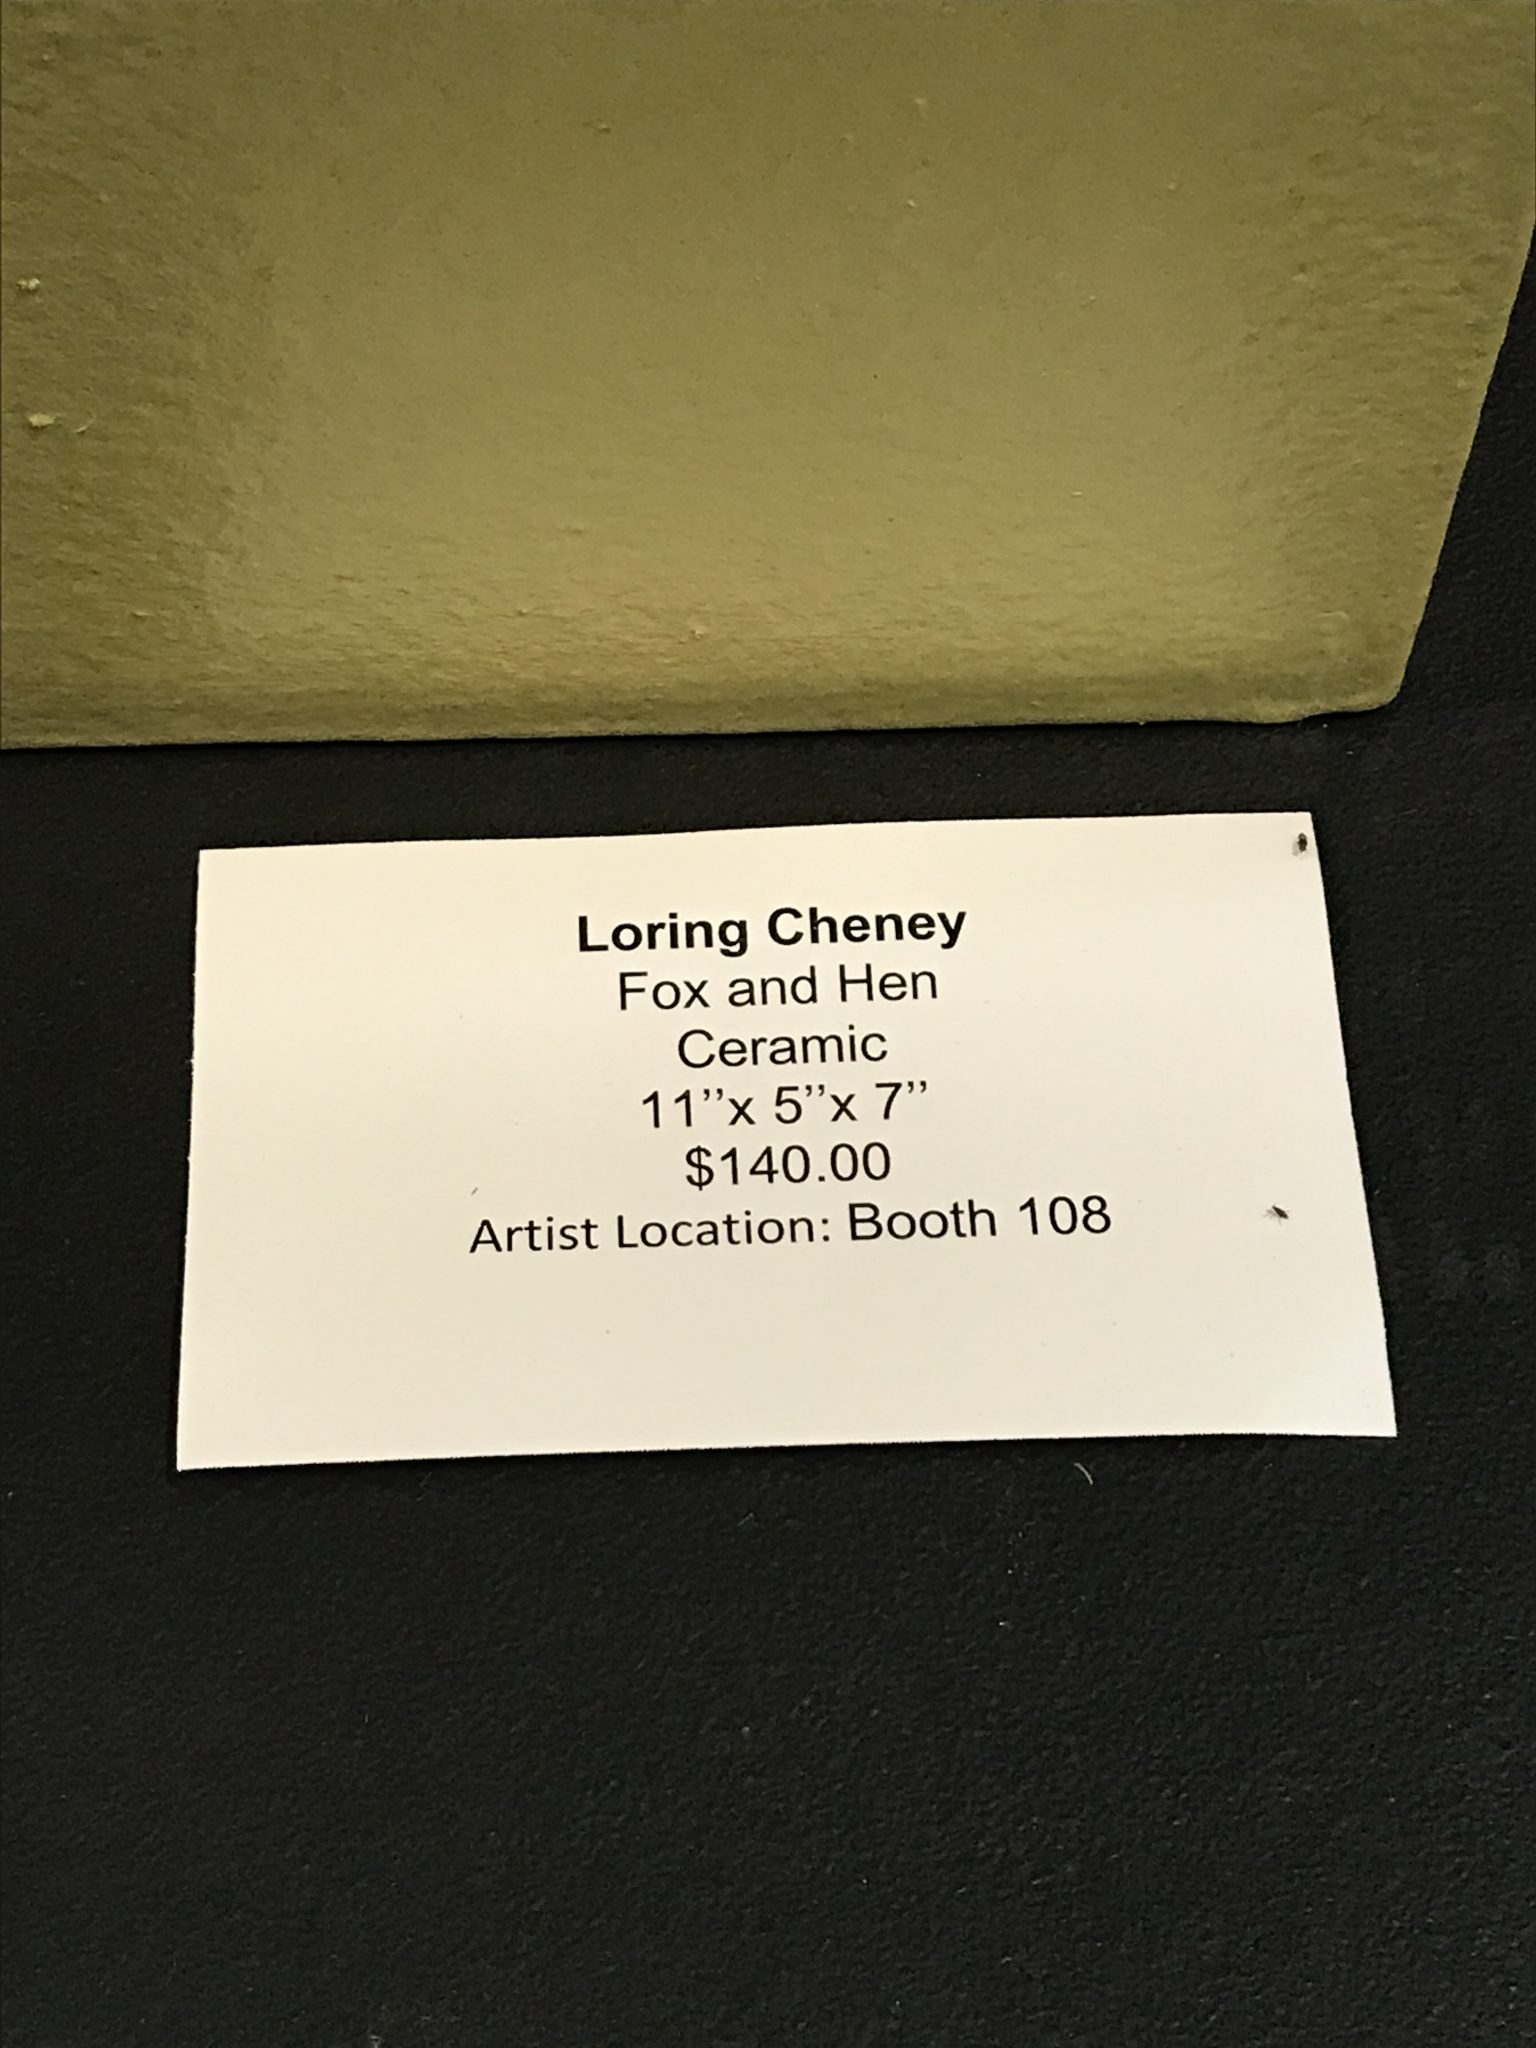 Loring Cheney
Fox and Hen
Ceramic
11’’x 5’’x 7’’
$140.00
Artist Location: Booth 108